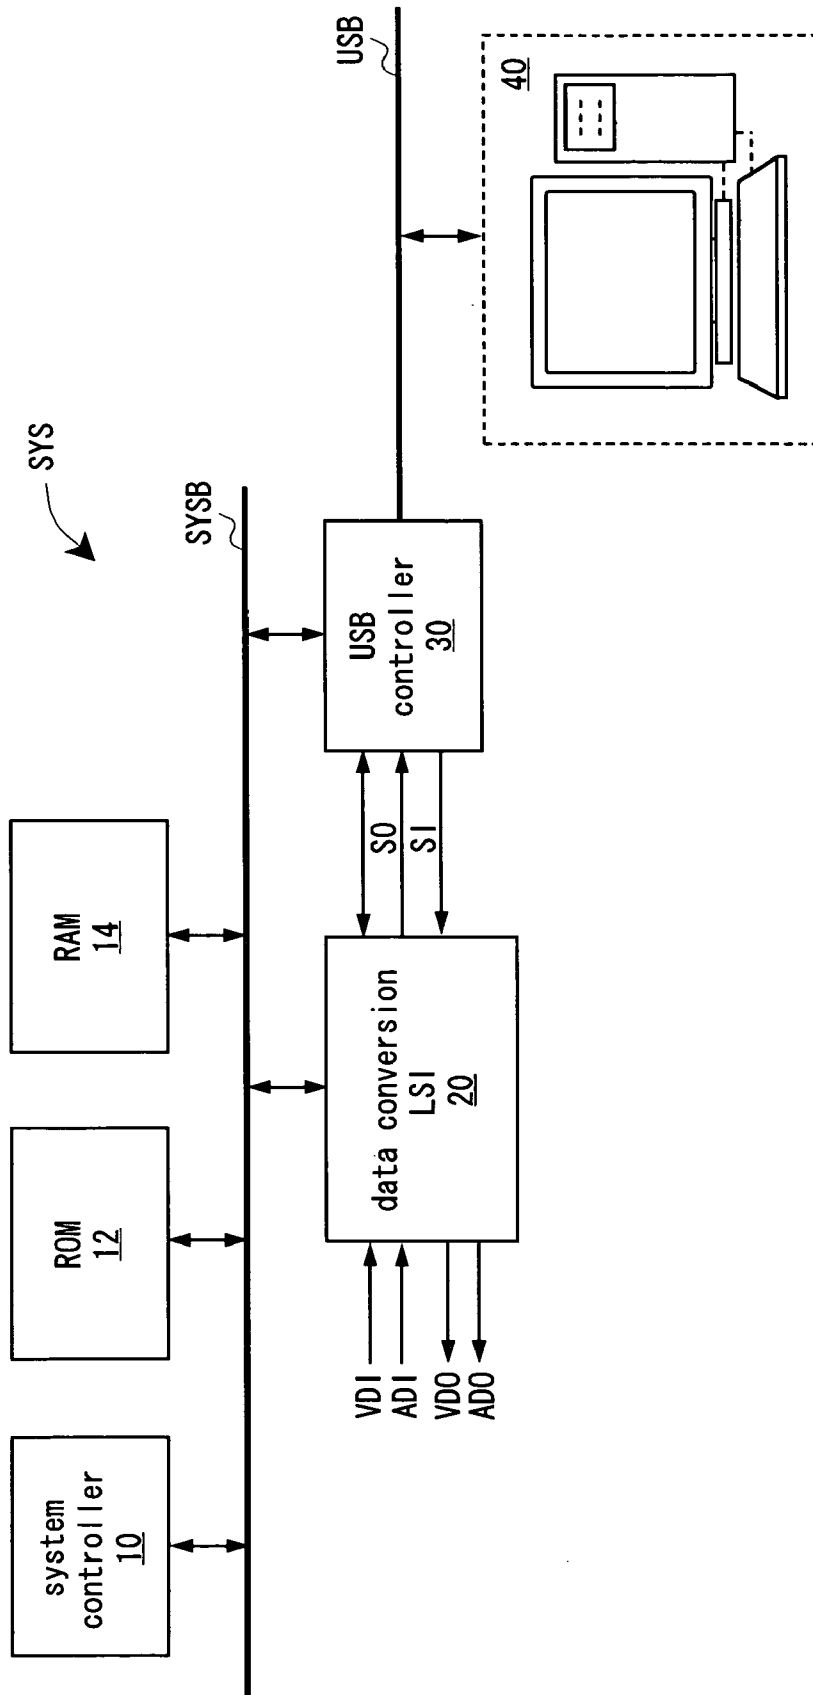 SYS
system
controller
10
ROM
12
RAM
14
SYSB
USB
VDI
ADI
VDO
ADO
data conversion
LSI
20
SO
SI
USB
controller
30
40